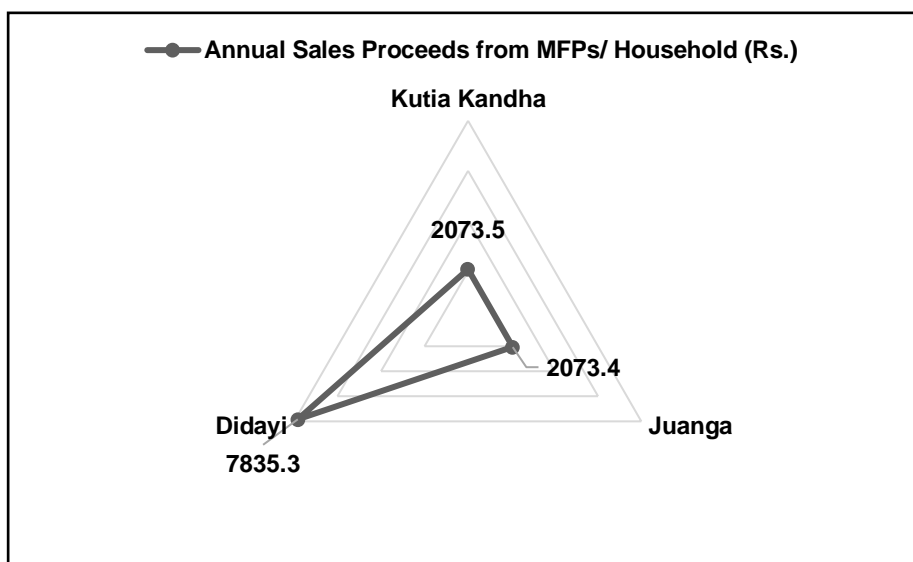 Annual Sales Proceeds from MFPs/ Household (Rs.)
Kutia Kandha
2073.5
2073.4
Didayi
Juanga
7835.3